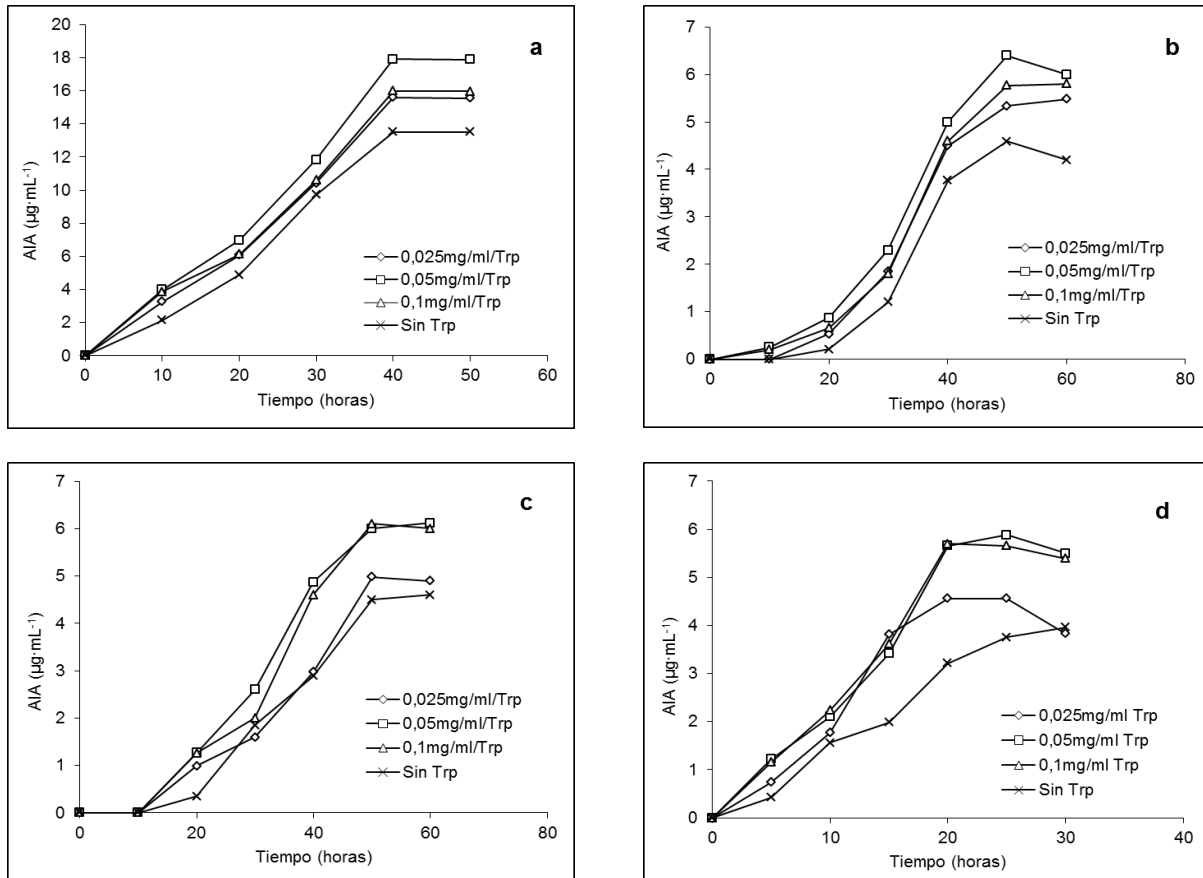 a
20
18
16
14
12
10
8
6
4
2
0
AIA (µg·mL⁻¹)
0,025mg/ml/Trp
0,05mg/ml/Trp
0,1mg/ml/Trp
Sin Trp
0 10 20 30 40 50 60
Tiempo (horas)
b
7
6
5
4
3
2
1
0
AIA (µg·mL⁻¹)
0,025mg/ml/Trp
0,05mg/ml/Trp
0,1mg/ml/Trp
Sin Trp
0 20 40 60 80
Tiempo (horas)
c
7
6
5
4
3
2
1
0
AIA (µg·mL⁻¹)
0,025mg/ml/Trp
0,05mg/ml/Trp
0,1mg/ml/Trp
Sin Trp
0 20 40 60 80
Tiempo (horas)
d
7
6
5
4
3
2
1
0
AIA (µg·mL⁻¹)
0,025mg/ml Trp
0,05mg/ml Trp
0,1mg/ml Trp
Sin Trp
0 10 20 30 40
Tiempo (horas)